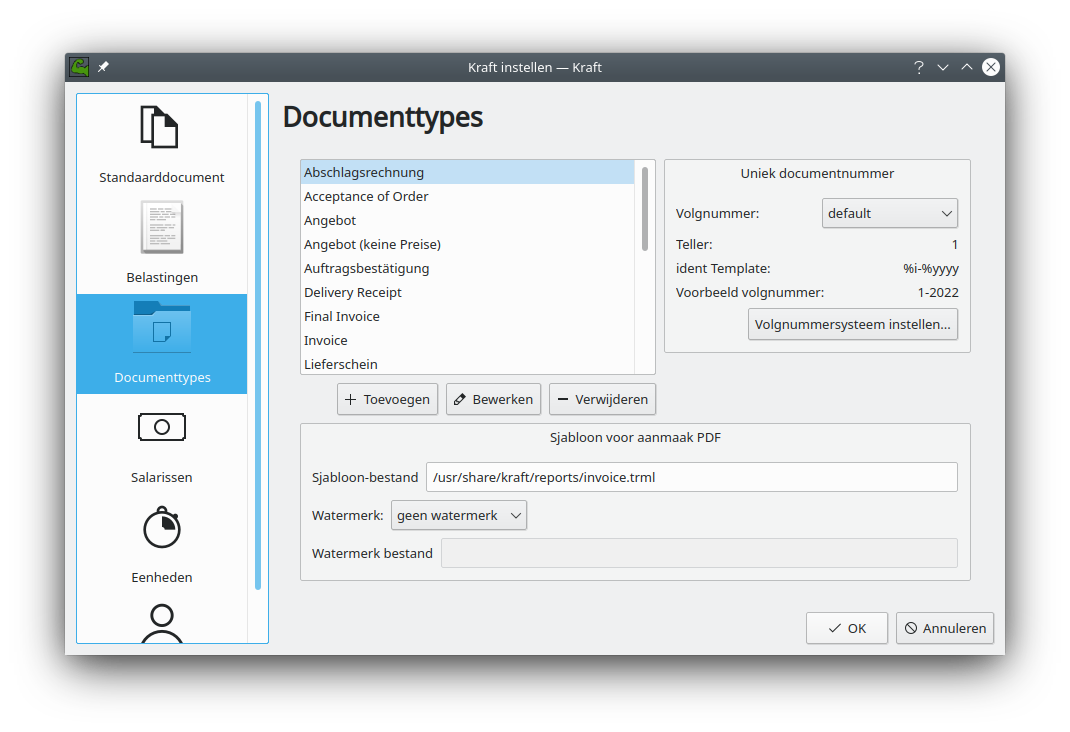 Kraft instellen — Kraft
Standaarddocument
Belastingen
Documenttypes
Salarissen
Eenheden
Documenttypes
Abschlagsrechnung
Acceptance of Order
Angebot
Angebot (keine Preise)
Auftragsbestätigung
Delivery Receipt
Final Invoice
Invoice
Lieferschein
Toevoegen Bewerken Verwijderen
Uniek documentnummer
Volgnummer: default
Teller: 1
ident Template: %i-%yyyy
Voorbeeld volgnummer: 1-2022
Volgnummersysteem instellen...
Sjabloon voor aanmaak PDF
Sjabloon-bestand /usr/share/kraft/reports/invoice.trml
Watermerk: geen watermerk
Watermerk bestand
OK Annuleren